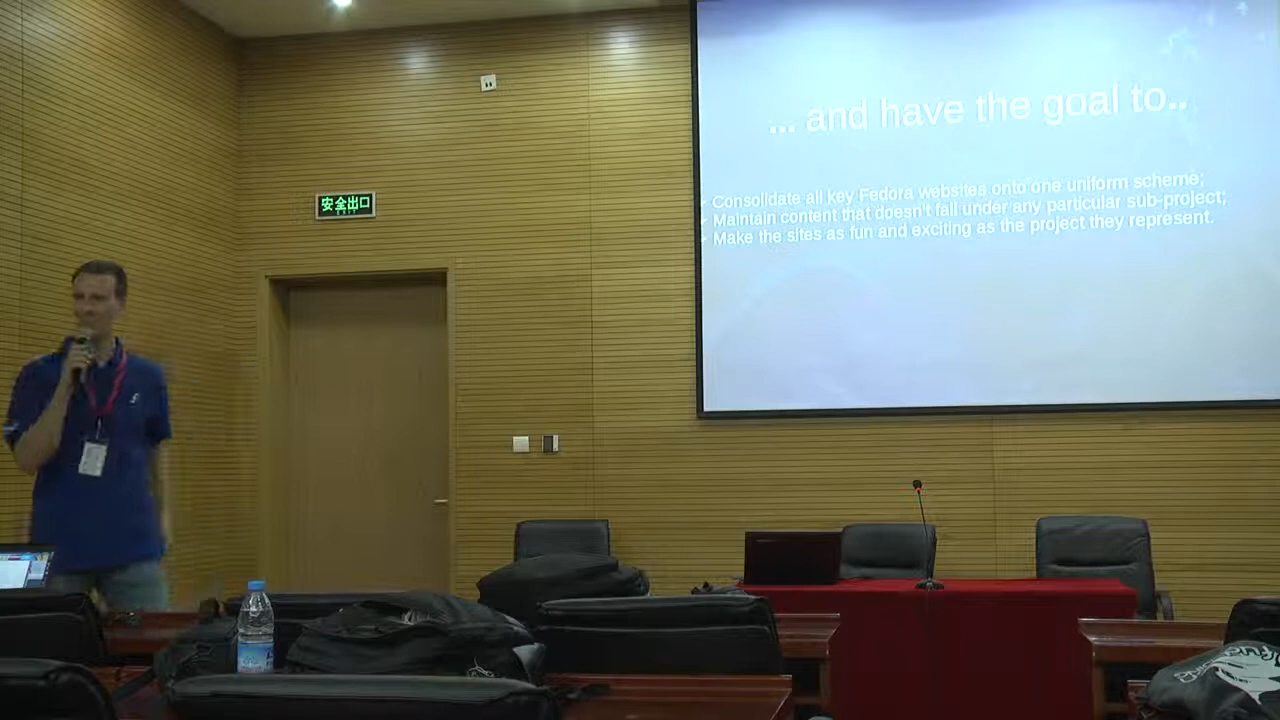 ... and have the goal to..
Consolidate all key Fedora websites onto one uniform scheme;
Maintain content that doesn't fall under any particular sub-project;
Make the sites as fun and exciting as the project they represent.
安全出口
EXIT